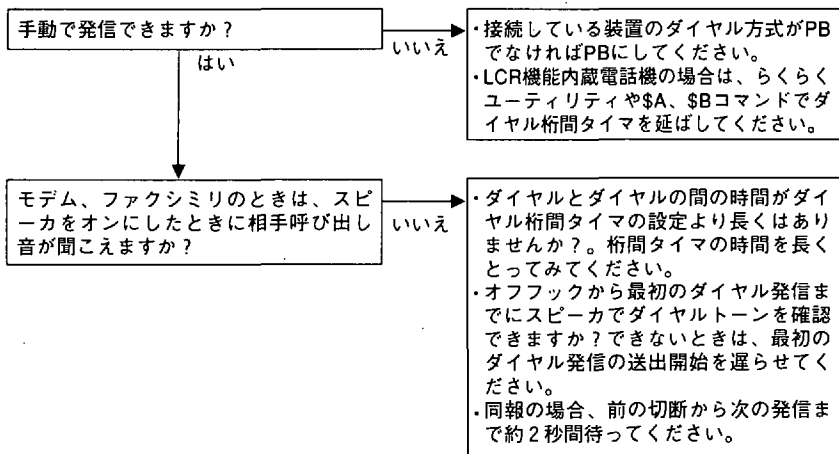 手動で発信できますか？
いいえ
はい
・接続している装置のダイヤル方式がPB
でなければPBにしてください。
・LCR機能内蔵電話機の場合は、らくらく
ユーティリティや$A、$Bコマンドでダ
イヤル桁間タイマを延ばしてください。
モデム、ファクシミリのときは、スピ
ーカをオンにしたときに相手呼び出し
音が聞こえますか？
いいえ
・ダイヤルとダイヤルの間の時間がダイ
ヤル桁間タイマの設定より長くはあり
ませんか？。桁間タイマの時間を長く
とってみてください。
・オフフックから最初のダイヤル発信ま
でにスピーカでダイヤルトーンを確認
できますか？できないときは、最初の
ダイヤル発信の送出開始を遅らせてく
ださい。
・同報の場合、前の切断から次の発信ま
で約２秒間待ってください。